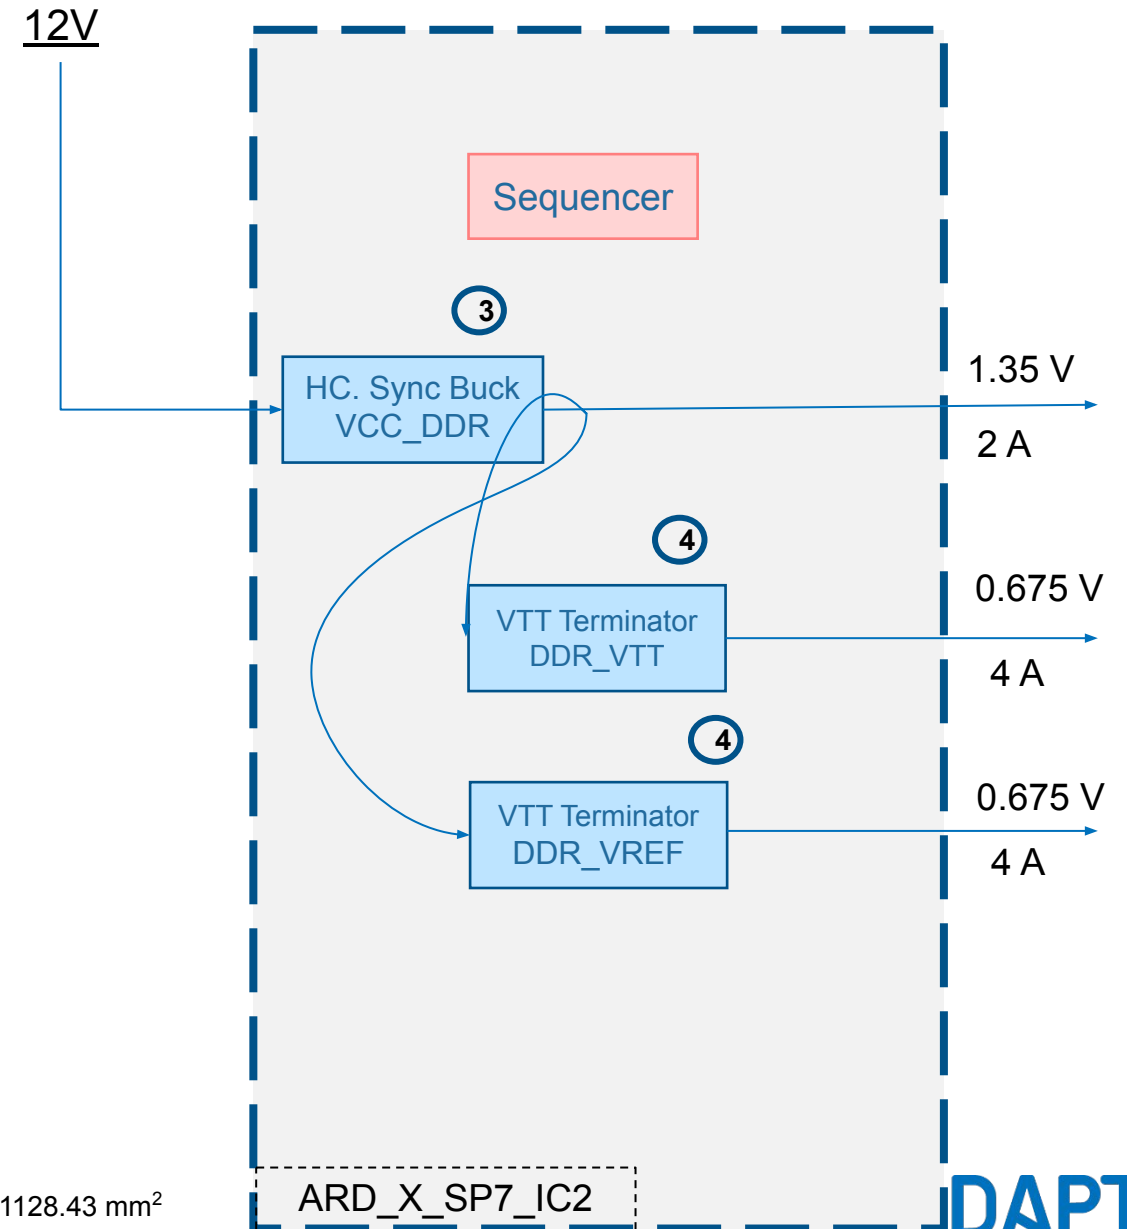 12V
Sequencer
3
HC. Sync Buck
VCC_DDR
1.35 V
2 A
4
VTT Terminator
DDR_VTT
0.675 V
4 A
4
VTT Terminator
DDR_VREF
0.675 V
4 A
ARD_X_SP7_IC2
1128.43 mm²
DAPT